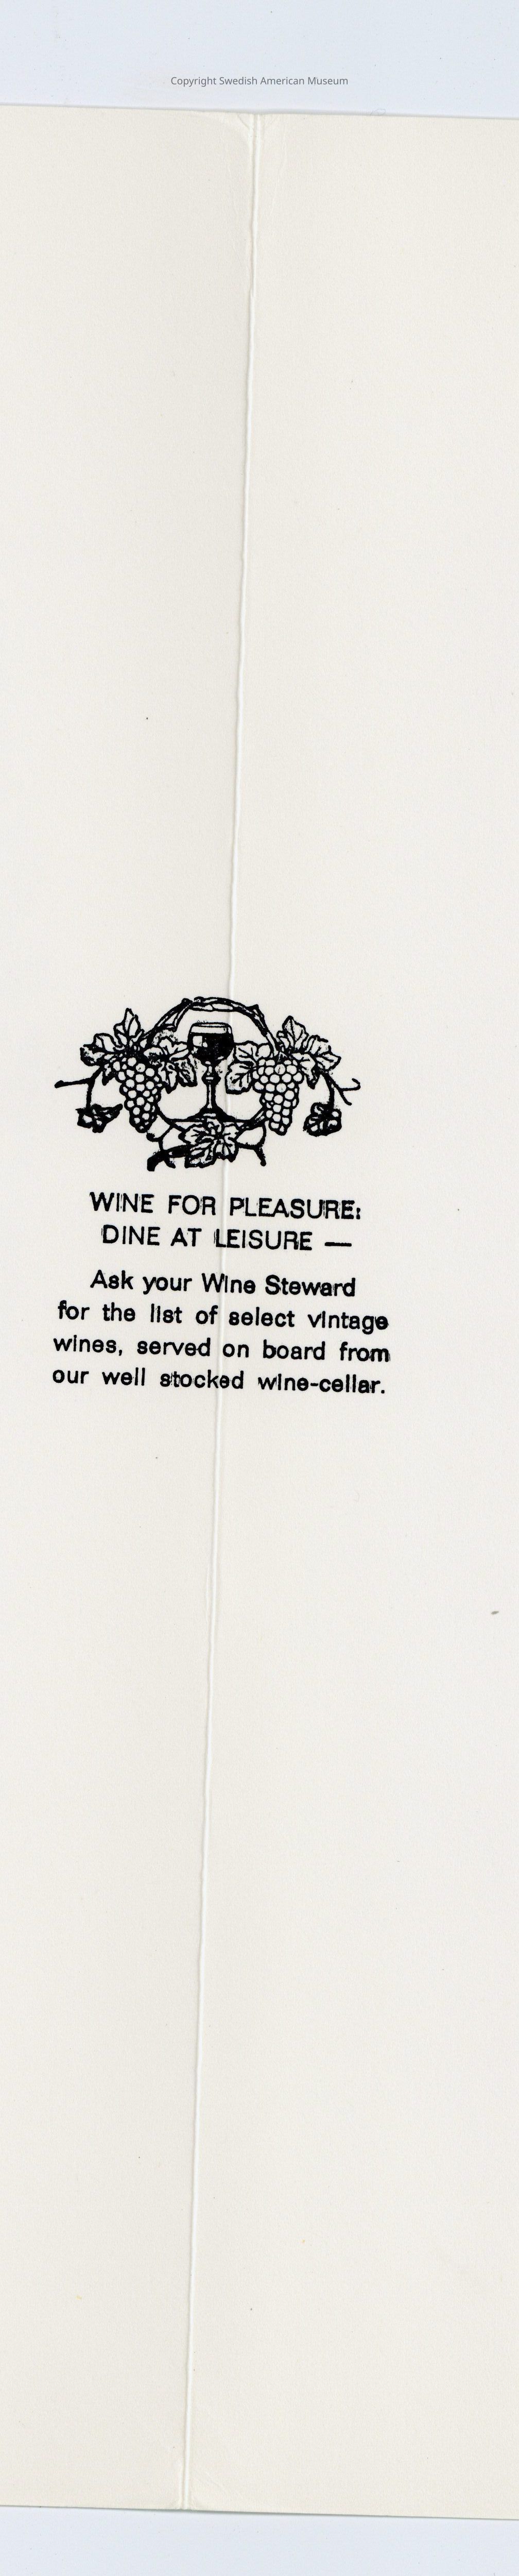 Copyright Swedish American Museum
WINE FOR PLEASURE:
DINE AT LEISURE —
Ask your Wine Steward
for the list of select vintage
wines, served on board from
our well stocked wine-cellar.